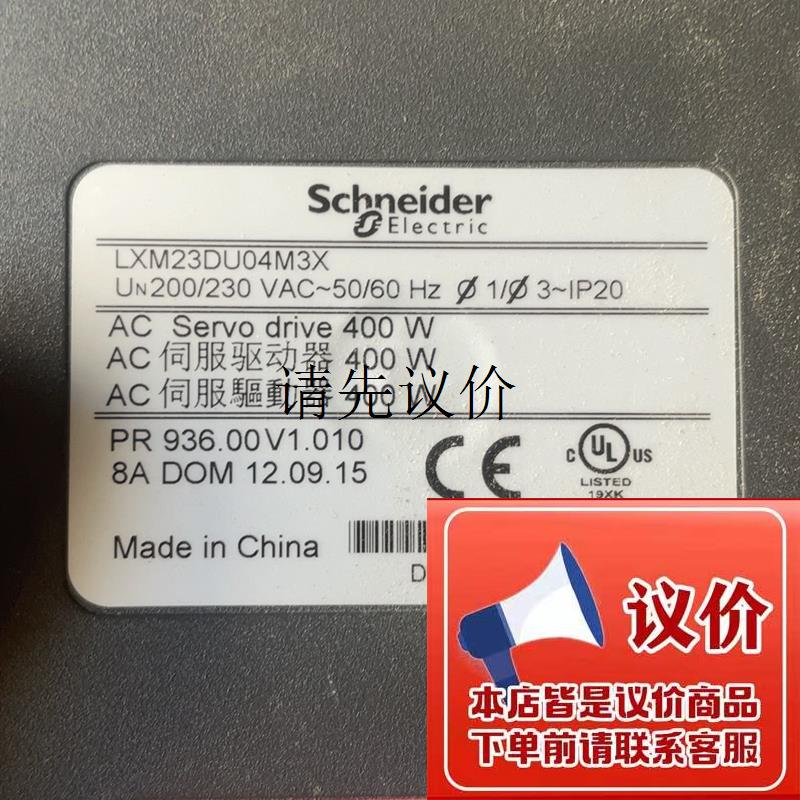 Schneider
Electric
LXM23DU04M3X
UN200/230 VAC~50/60 Hz Ø 1/Ø 3~IP20
AC Servo drive 400 W
AC 伺服驱动器 400 W
AC 伺服驅動器 400 W
请先议价
PR 936.00V1.010
8A DOM 12.09.15
CE
C UL US
LISTED
19XK
Made in China
D
议价
本店皆是议价商品
下单前请联系客服